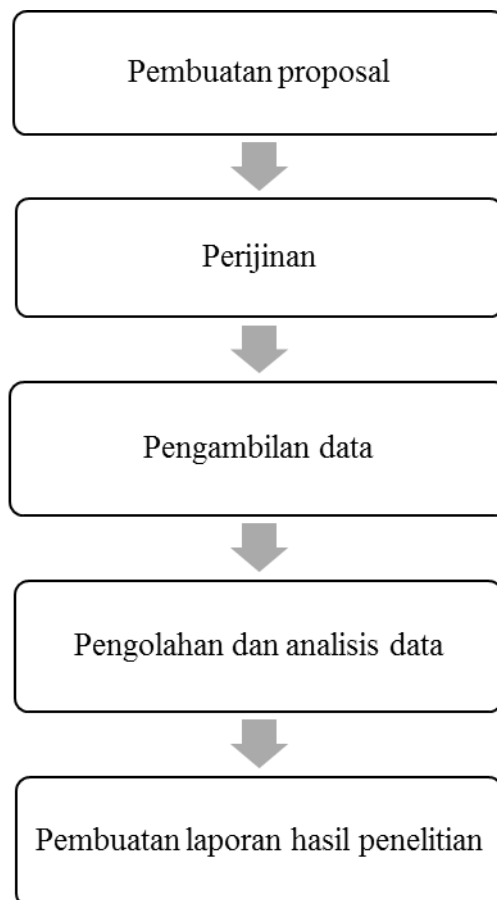 Pembuatan proposal
Perijinan
Pengambilan data
Pengolahan dan analisis data
Pembuatan laporan hasil penelitian